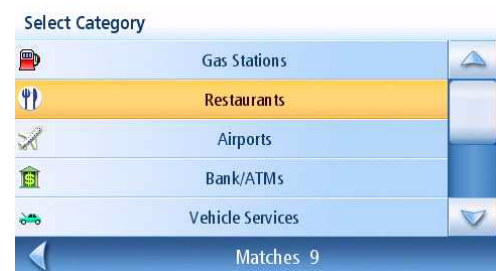 Select Category
Gas Stations
Restaurants
Airports
Bank/ATMs
Vehicle Services
Matches 9